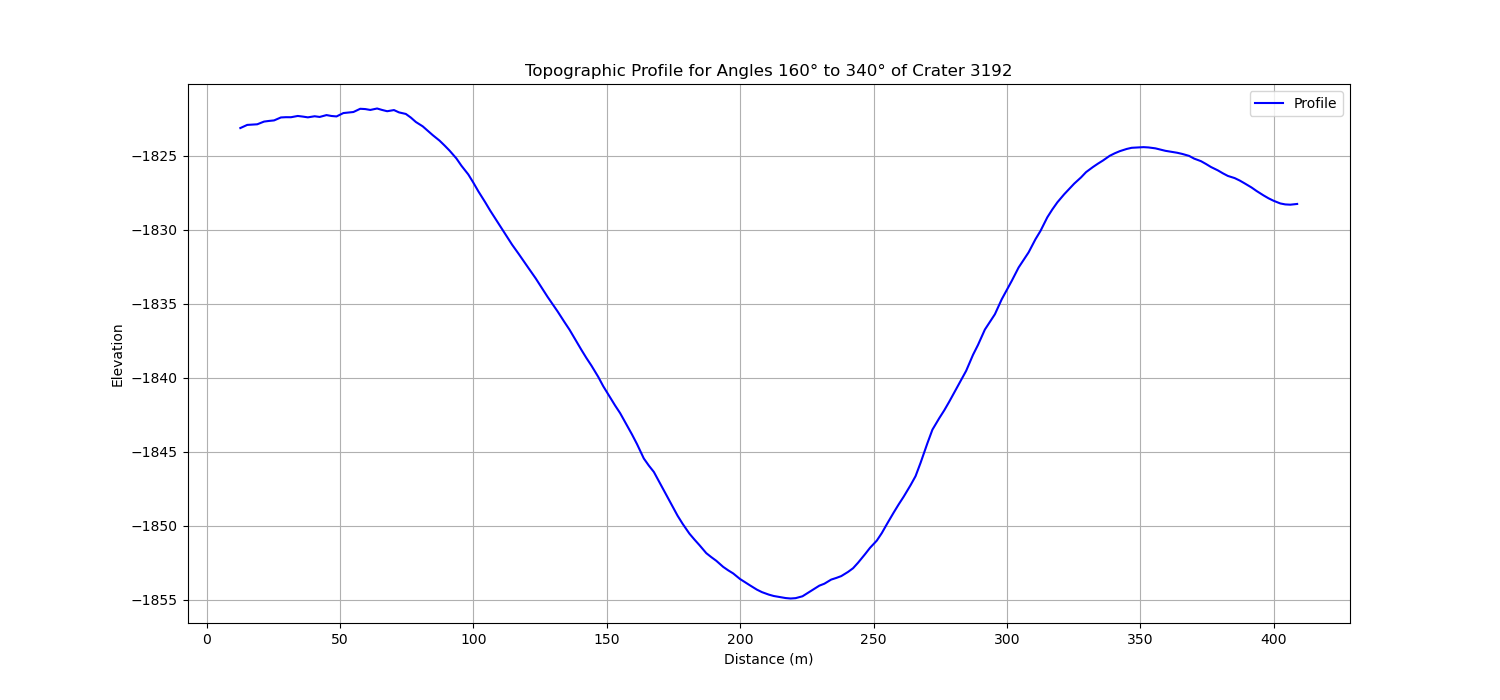 Topographic Profile for Angles 160° to 340° of Crater 3192
Profile
−1825
−1830
−1835
−1840
−1845
−1850
−1855
Elevation
0 50 100 150 200 250 300 350 400
Distance (m)